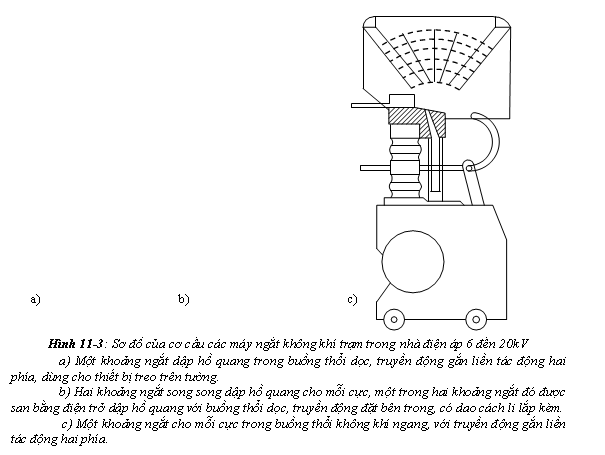 a)
b)
c)
Hình 11-3: Sơ đồ của cơ cấu các máy ngắt không khí trạm trong nhà điện áp 6 đến 20kV
a) Một khoảng ngắt dập hồ quang trong buồng thổi dọc, truyền động gắn liền tác động hai
phía, dùng cho thiết bị treo trên tường.
b) Hai khoảng ngắt song song dập hồ quang cho mỗi cực, một trong hai khoảng ngắt đó được
san bằng điện trở dập hồ quang với buồng thổi dọc, truyền động đặt bên trong, có dao cách li lắp kèm.
c) Một khoảng ngắt cho mỗi cực trong buồng thổi không khí ngang, với truyền động gắn liền
tác động hai phía.